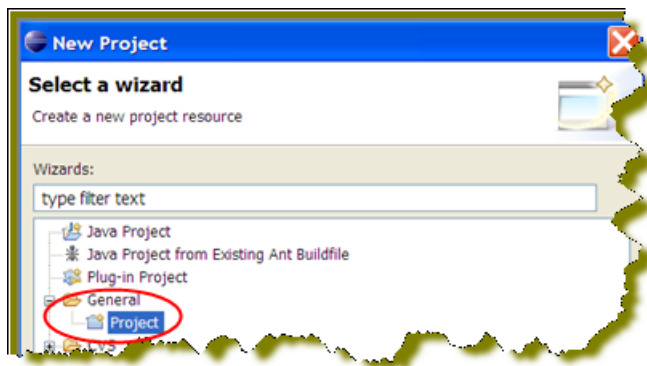 New Project
Select a wizard
Create a new project resource
Wizards:
type filter text
Java Project
Java Project from Existing Ant Buildfile
Plug-in Project
General
Project
CVS